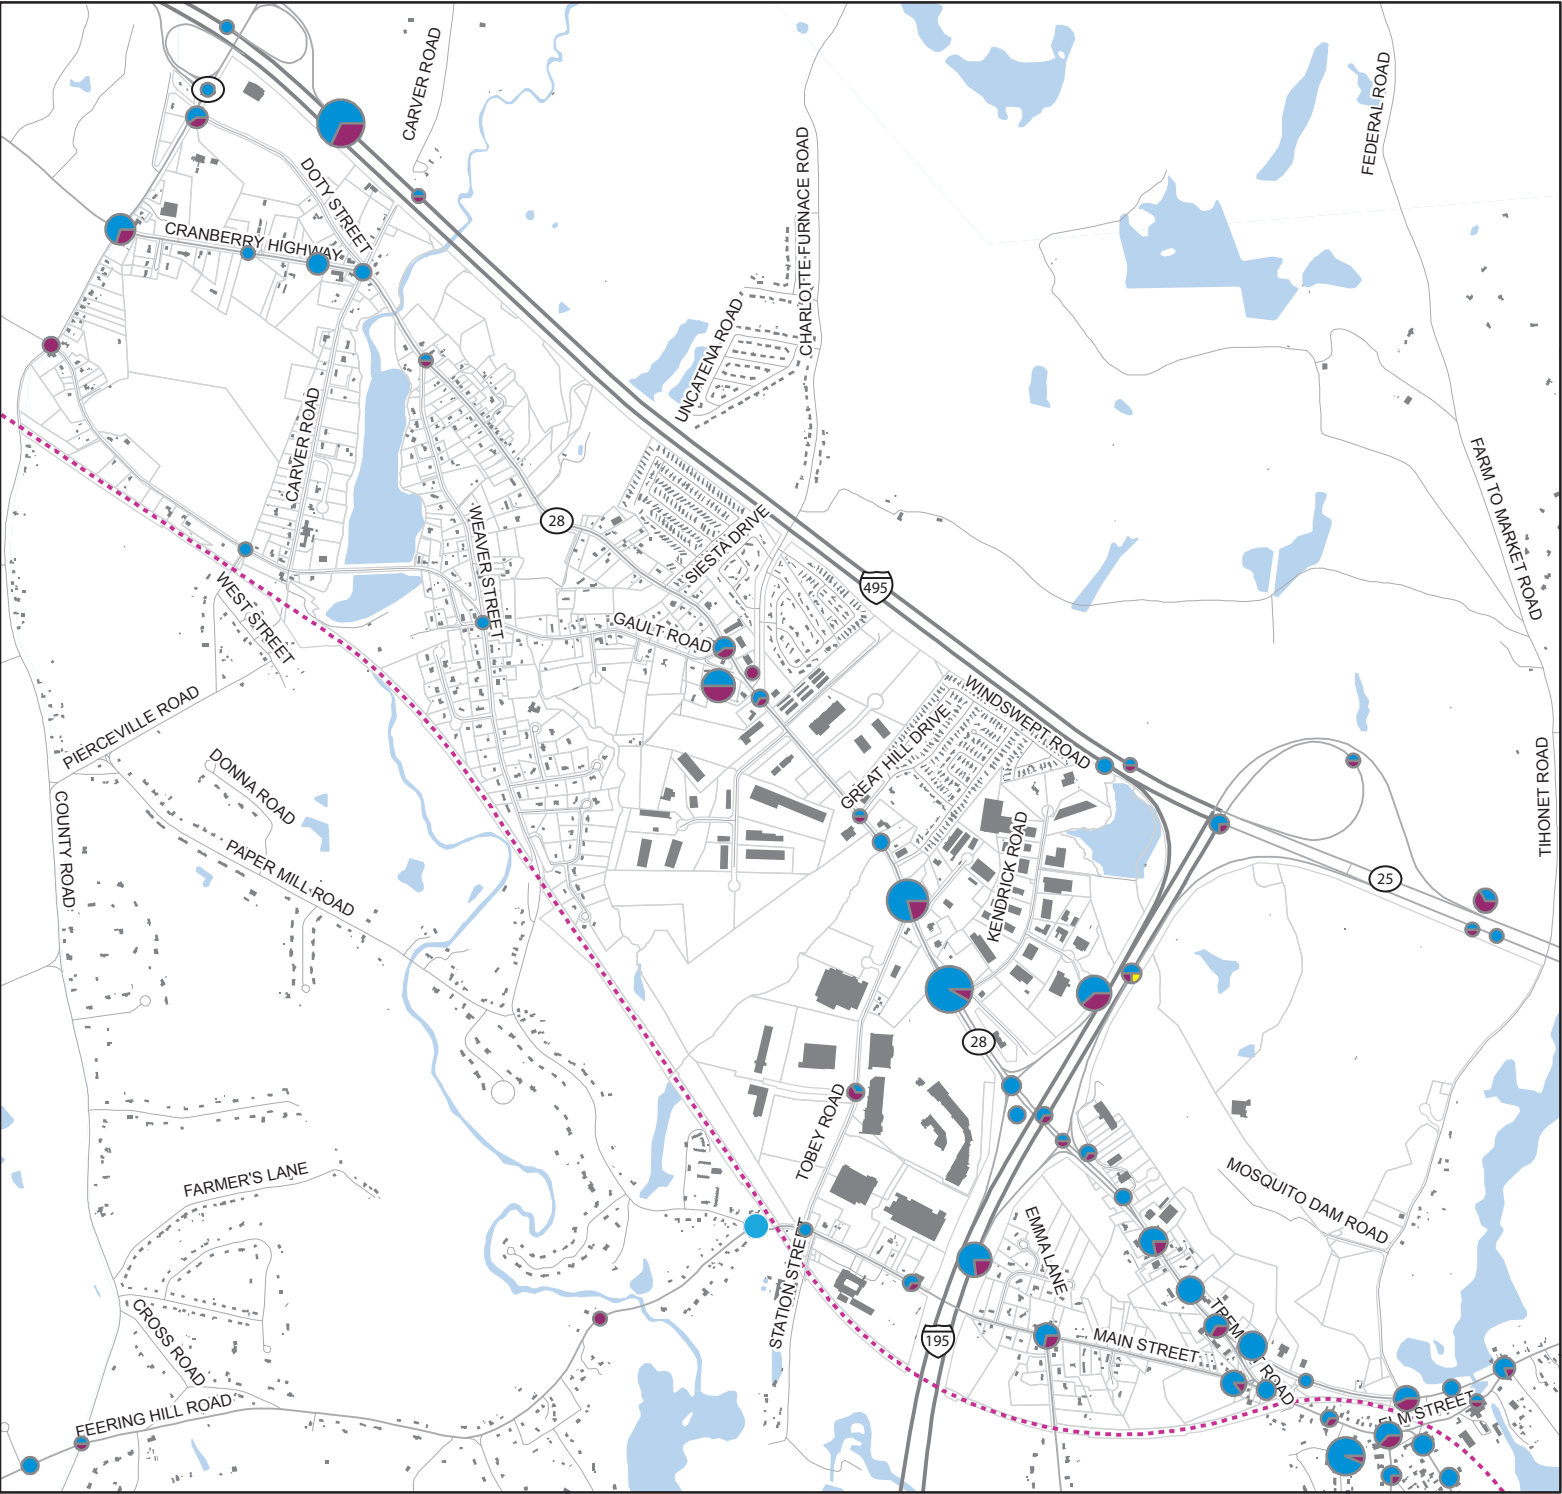 CARVER ROAD
FEDERAL ROAD
CHARLOTTE FURNACE ROAD
DOTY STREET
CRANBERRY HIGHWAY
UNCATENA ROAD
CARVER ROAD
FARM TO MARKET ROAD
WEAVER STREET
28
SIESTA DRIVE
495
WEST STREET
GAULT ROAD
PIERCEVILLE ROAD
WINDSWEPT ROAD
GREAT HILL DRIVE
DONNA ROAD
TIHONET ROAD
COUNTY ROAD
PAPER MILL ROAD
KENDRICK ROAD
25
28
TOBEY ROAD
FARMER'S LANE
MOSQUITO DAM ROAD
EMMA LANE
STATION STREET
CROSS ROAD
195
MAIN STREET
ROAD
FEERING HILL ROAD
ELM STREET